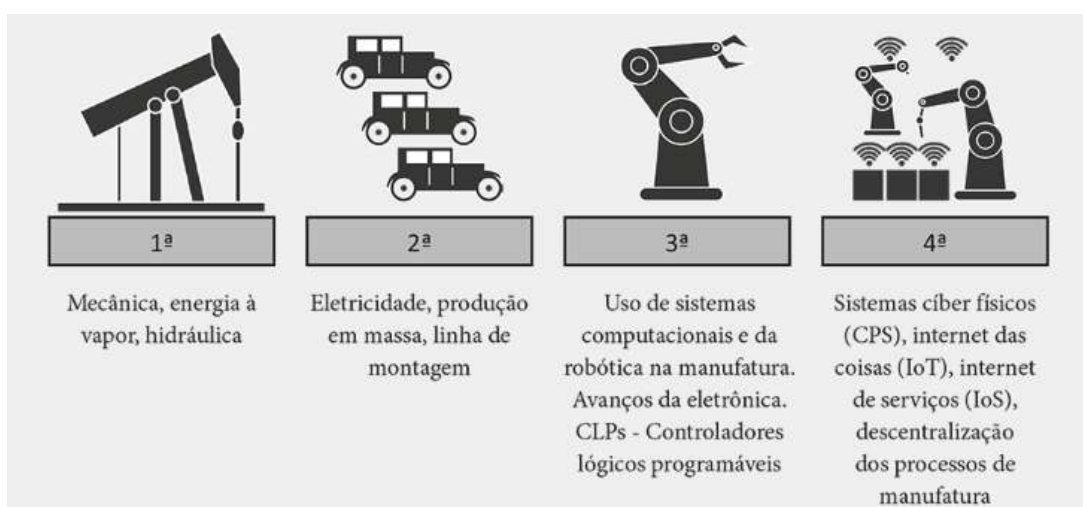 1ª
Mecânica, energia à
vapor, hidráulica
2ª
Eletricidade, produção
em massa, linha de
montagem
3ª
Uso de sistemas
computacionais e da
robótica na manufatura.
Avanços da eletrônica.
CLPs - Controladores
lógicos programáveis
4ª
Sistemas cíber físicos
(CPS), internet das
coisas (IoT), internet
de serviços (IoS),
descentralização
dos processos de
manufatura